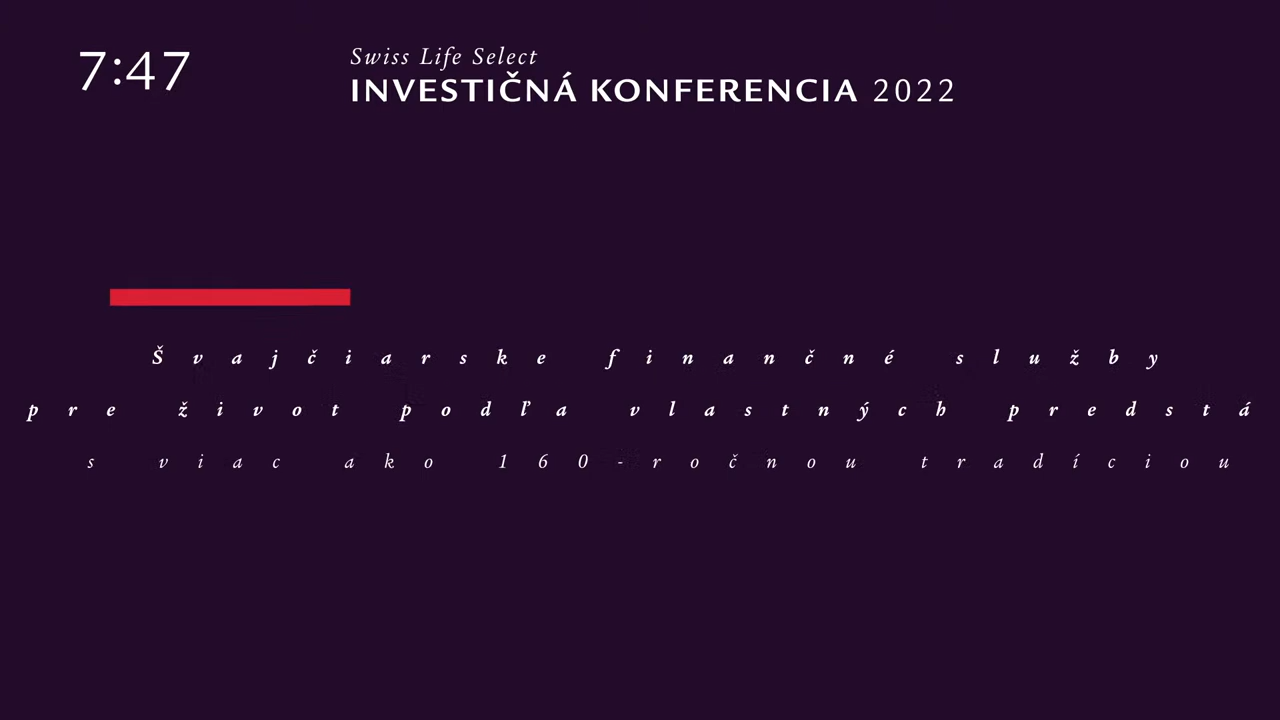 7:47
Swiss Life Select
INVESTIČNÁ KONFERENCIA 2022
Švajčiarske finančné služby
pre život podľa vlastných predstá
s viac ako 160-ročnou tradíciou